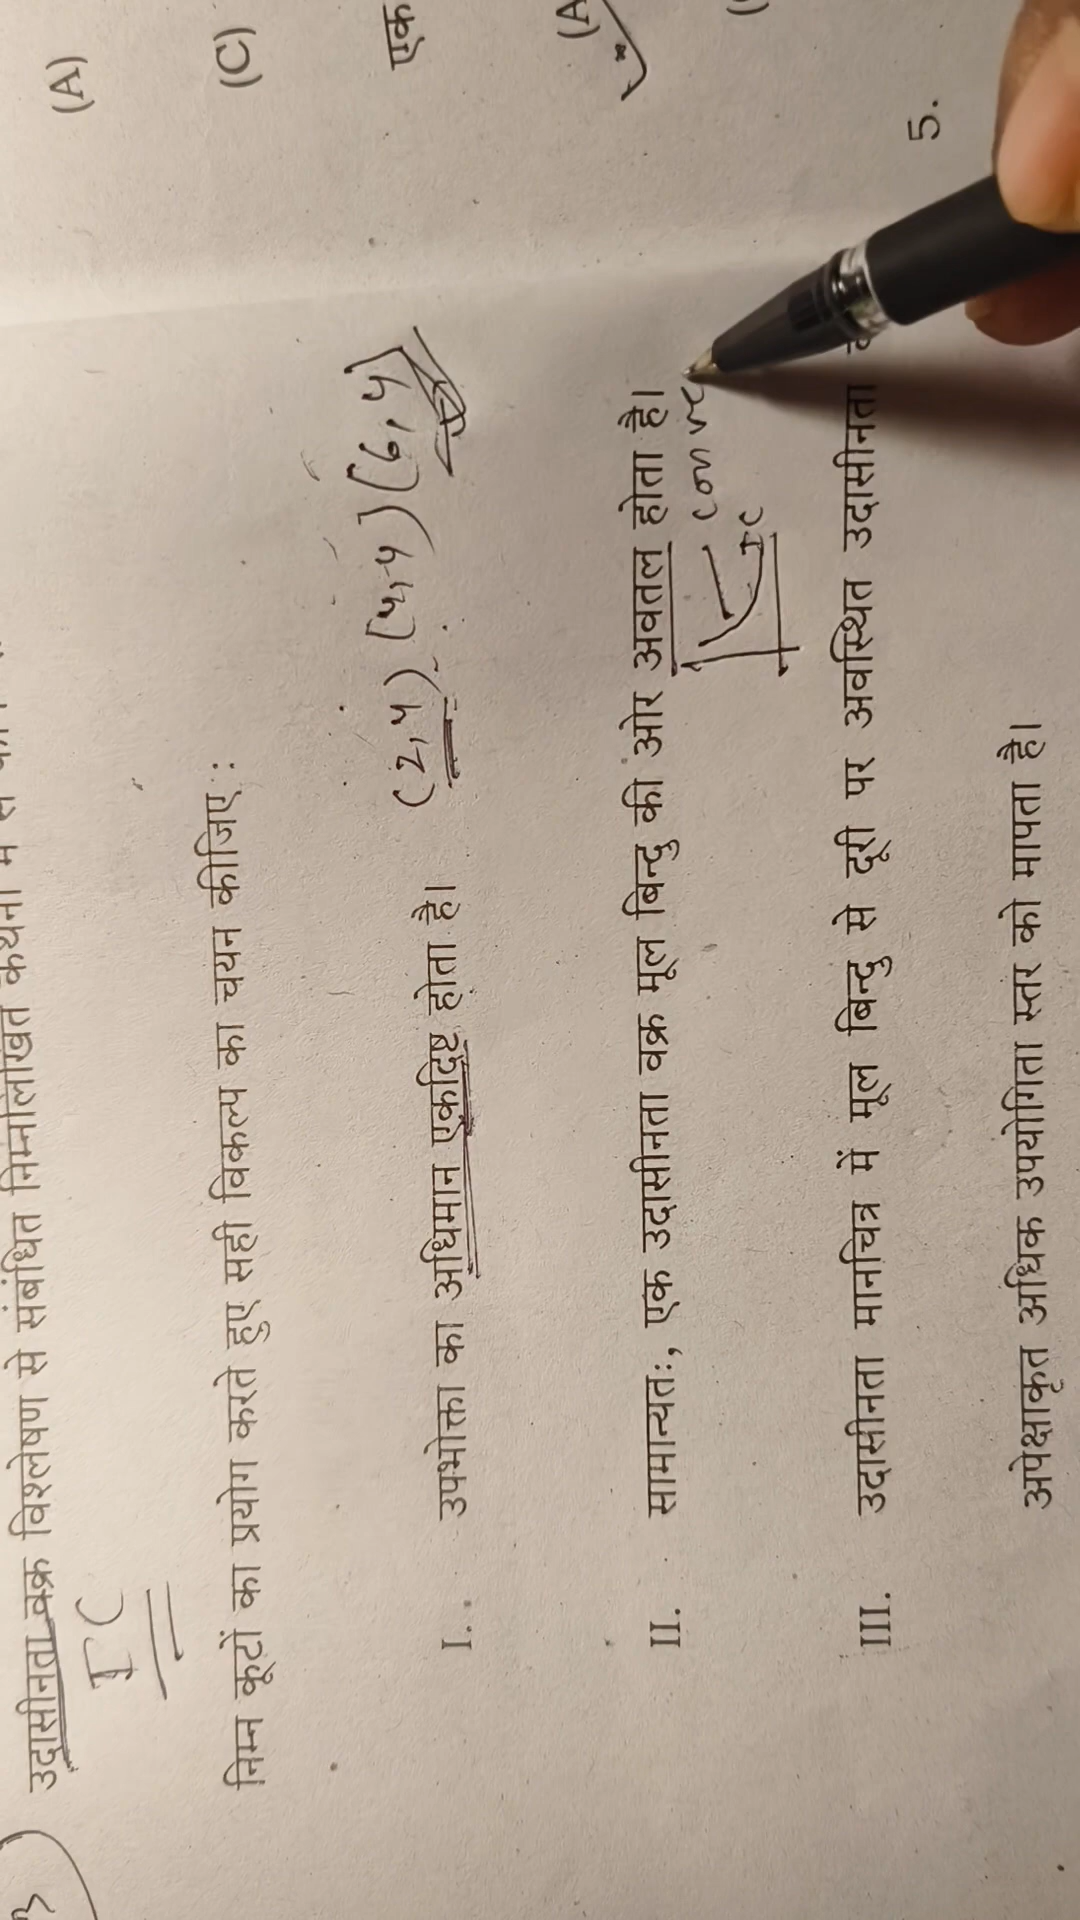 उदासीनता वक्र विश्लेषण से संबंधित निम्नलिखित कथनों में से
IC
निम्न कूटों का प्रयोग करते हुए सही विकल्प का चयन कीजिए :
(2,4) (4,4) (6,4)
I. उपभोक्ता का अधिमान एकदिष्ट होता है।
II. सामान्यतः, एक उदासीनता वक्र मूल बिन्दु की ओर अवतल होता है।
IC
III. उदासीनता मानचित्र में मूल बिन्दु से दूरी पर अवस्थित उदासीनता
अपेक्षाकृत अधिक उपयोगिता स्तर को मापता है।
(A)
(C)
एक
(A
5.